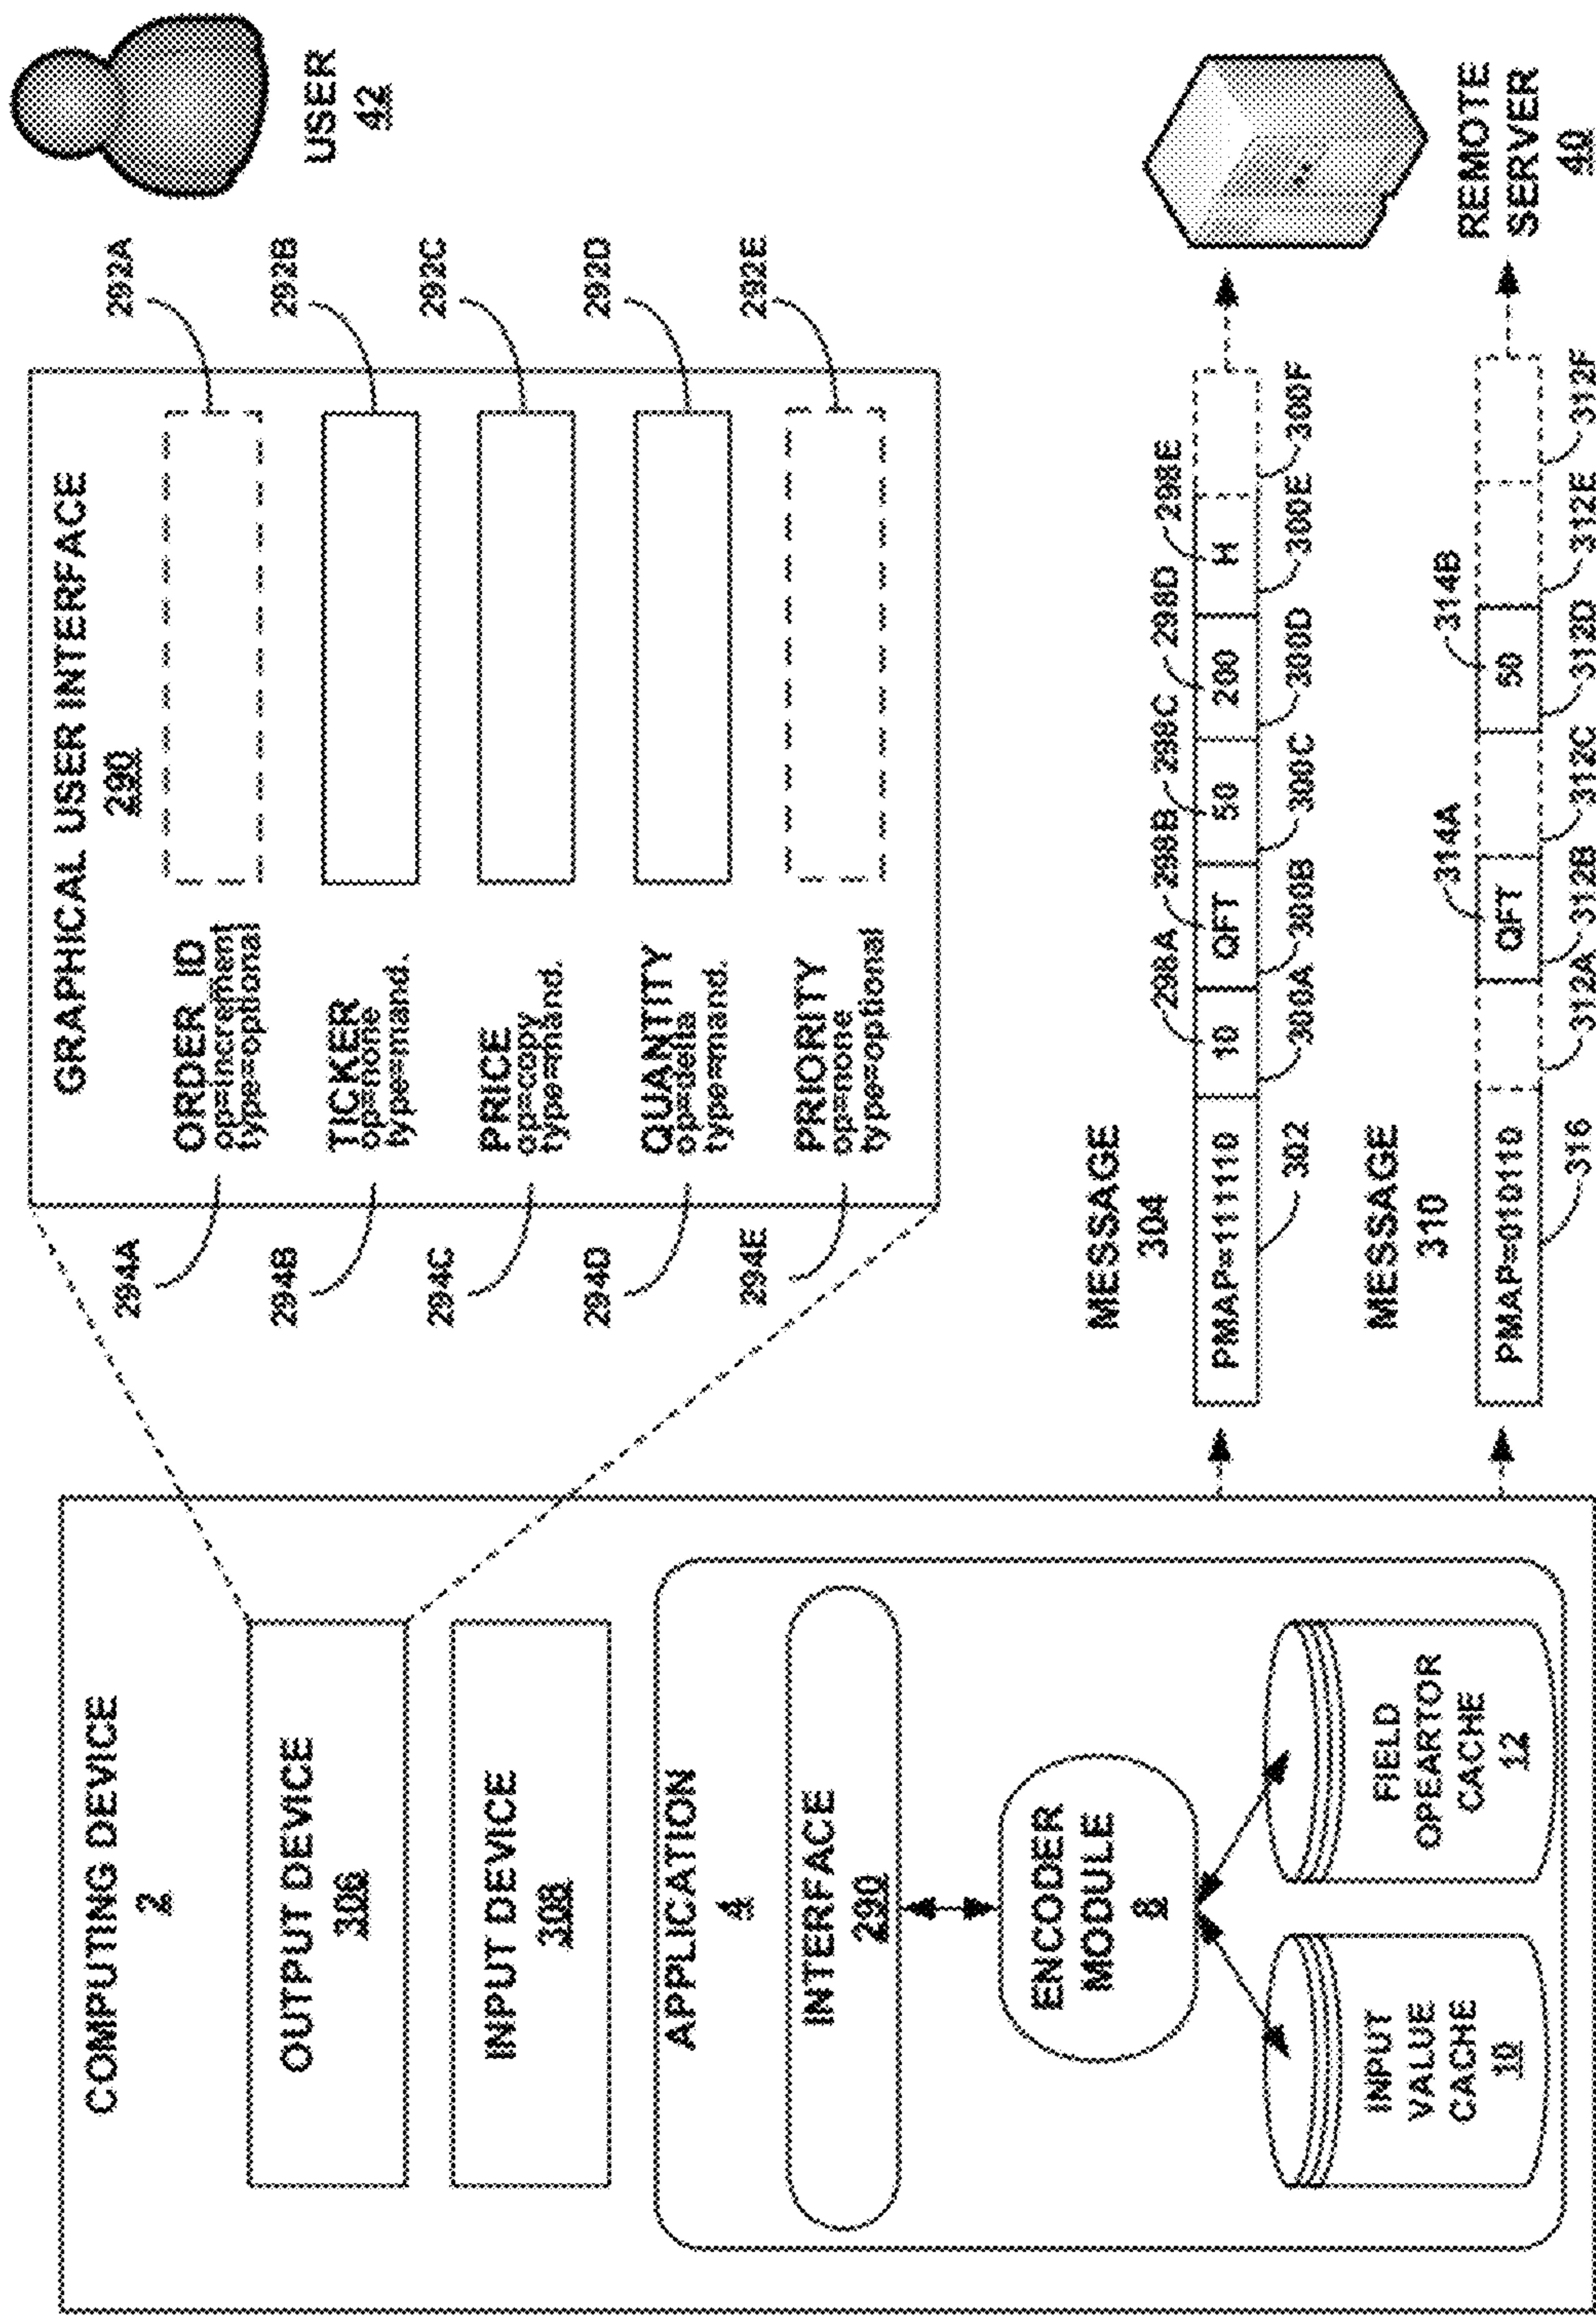 COMPUTING DEVICE
2
OUTPUT DEVICE
306
INPUT DEVICE
308
APPLICATION
4
INTERFACE
290
ENCODER
MODULE
8
INPUT
VALUE
CACHE
10
FIELD
OPEARTOR
CACHE
12
GRAPHICAL USER INTERFACE
290
294A
ORDER ID
op=increment
type=optional
292A
294B
TICKER
op=none
type=mand.
292B
294C
PRICE
op=copy
type=mand.
292C
294D
QUANTITY
op=delta
type=mand.
292D
294E
PRIORITY
op=none
type=optional
292E
USER
42
MESSAGE
304
298A
298B
298C
298D
298E
PMAP=111110
10
QFT
50
200
H
302
300A
300B
300C
300D
300E
300F
MESSAGE
310
314A
314B
PMAP=010110
QFT
50
316
312A
312B
312C
312D
312E
312F
REMOTE
SERVER
40